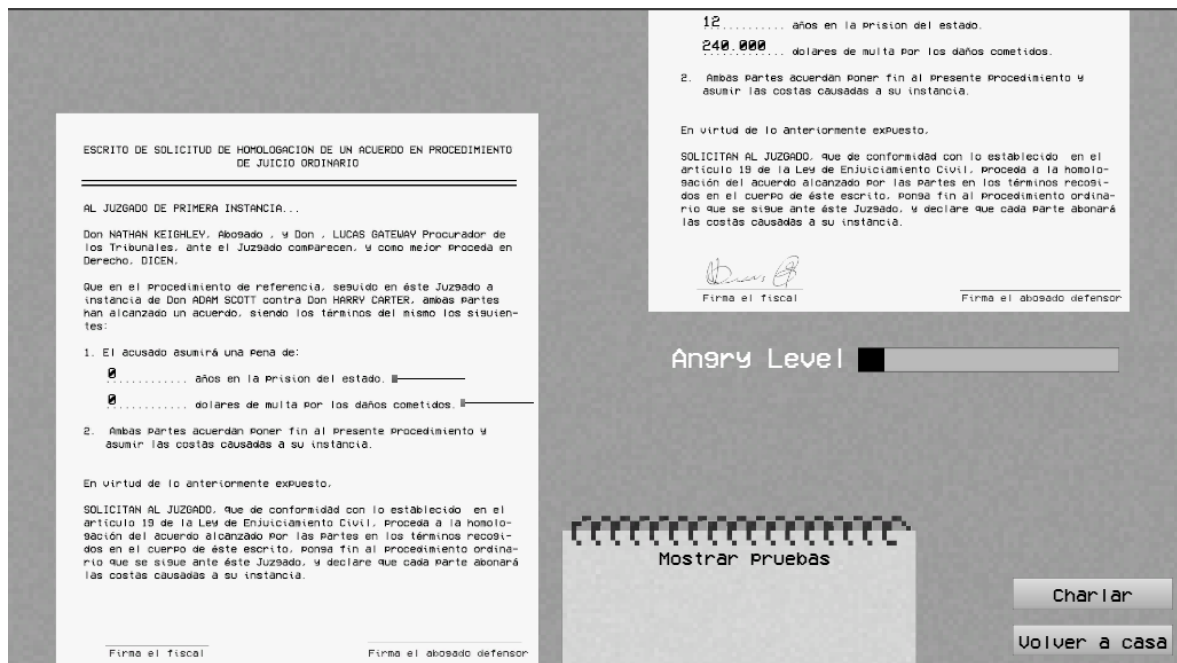 ESCRITO DE SOLICITUD DE HOMOLOGACION DE UN ACUERDO EN PROCEDIMIENTO
DE JUICIO ORDINARIO
AL JUZGADO DE PRIMERA INSTANCIA...
Don NATHAN KEIGHLEY, Abogado , y Don , LUCAS GATEWAY Procurador de
los Tribunales, ante el Juzgado comparecen, y como mejor proceda en
Derecho, DICEN,
Que en el procedimiento de referencia, seguido en éste Juzgado a
instancia de Don ADAM SCOTT contra Don HARRY CARTER, ambas partes
han alcanzado un acuerdo, siendo los términos del mismo los siguien-
tes:
1. El acusado asumirá una pena de:
0............ años en la prision del estado.
0............ dolares de multa por los daños cometidos.
2. Ambas partes acuerdan poner fin al presente procedimiento y
asumir las costas causadas a su instancia.
En virtud de lo anteriormente expuesto,
SOLICITAN AL JUZGADO, que de conformidad con lo establecido en el
artículo 19 de la Ley de Enjuiciamiento Civil, proceda a la homolo-
gación del acuerdo alcanzado por las partes en los términos recogi-
dos en el cuerpo de éste escrito, ponga fin al procedimiento ordina-
rio que se sigue ante éste Juzgado, y declare que cada parte abonará
las costas causadas a su instancia.
Firma el fiscal
Firma el abogado defensor
12.......... años en la prision del estado.
240.000 dolares de multa por los daños cometidos.
2. Ambas partes acuerdan poner fin al presente procedimiento y
asumir las costas causadas a su instancia.
En virtud de lo anteriormente expuesto,
SOLICITAN AL JUZGADO, que de conformidad con lo establecido en el
artículo 19 de la Ley de Enjuiciamiento Civil, proceda a la homolo-
gación del acuerdo alcanzado por las partes en los términos recogi-
dos en el cuerpo de éste escrito, ponga fin al procedimiento ordina-
rio que se sigue ante éste Juzgado, y declare que cada parte abonará
las costas causadas a su instancia.
Firma el fiscal
Firma el abogado defensor
Angry Level
Mostrar pruebas
Charlar
Volver a casa